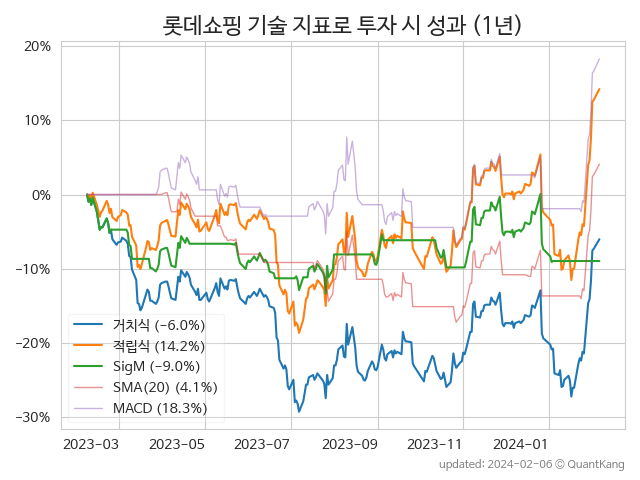 롯데쇼핑 기술 지표로 투자 시 성과 (1년)
20%
10%
0%
−10%
−20%
−30%
거치식 (−6.0%)
적립식 (14.2%)
SigM (−9.0%)
SMA(20) (4.1%)
MACD (18.3%)
2023-03 2023-05 2023-07 2023-09 2023-11 2024-01
updated: 2024-02-06 © QuantKang